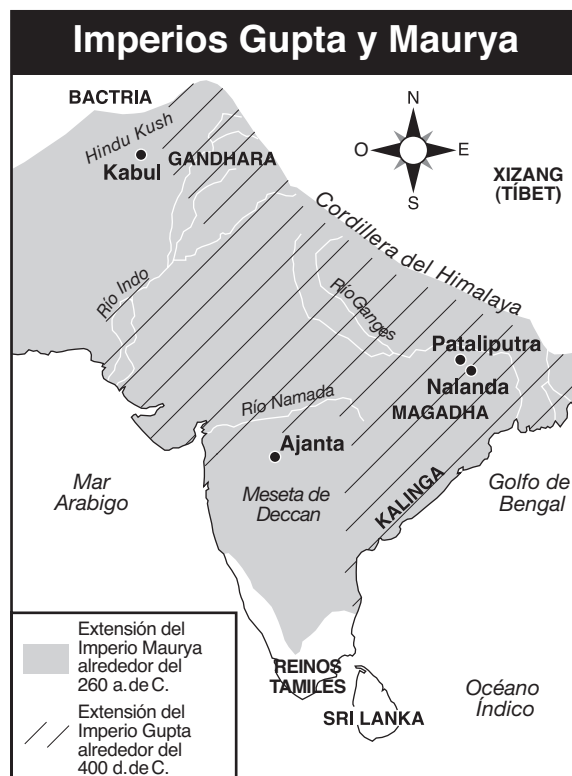 Imperios Gupta y Maurya
BACTRIA
Hindu Kush
Kabul
GANDHARA
N
O
E
S
XIZANG
(TÍBET)
Cordillera del Himalaya
Río Indo
Río Ganges
Pataliputra
Nalanda
MAGADHA
Río Namada
Ajanta
Meseta de
Deccan
KALINGA
Mar
Arabigo
Golfo de
Bengal
REINOS
TAMILES
SRI LANKA
Océano
Índico
Extensión del
Imperio Maurya
alrededor del
260 a.de C.
Extensión del
Imperio Gupta
alrededor del
400 d.de C.